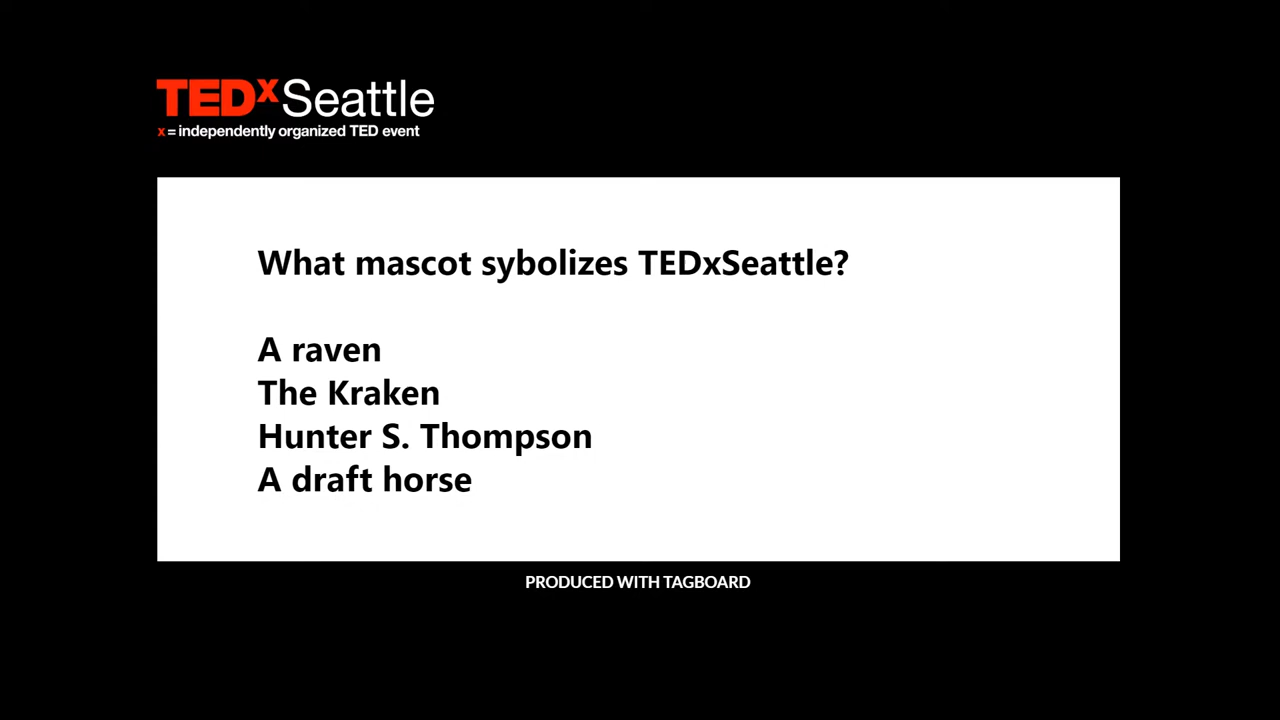 TEDxSeattle
x = independently organized TED event
What mascot sybolizes TEDxSeattle?
A raven
The Kraken
Hunter S. Thompson
A draft horse
PRODUCED WITH TAGBOARD